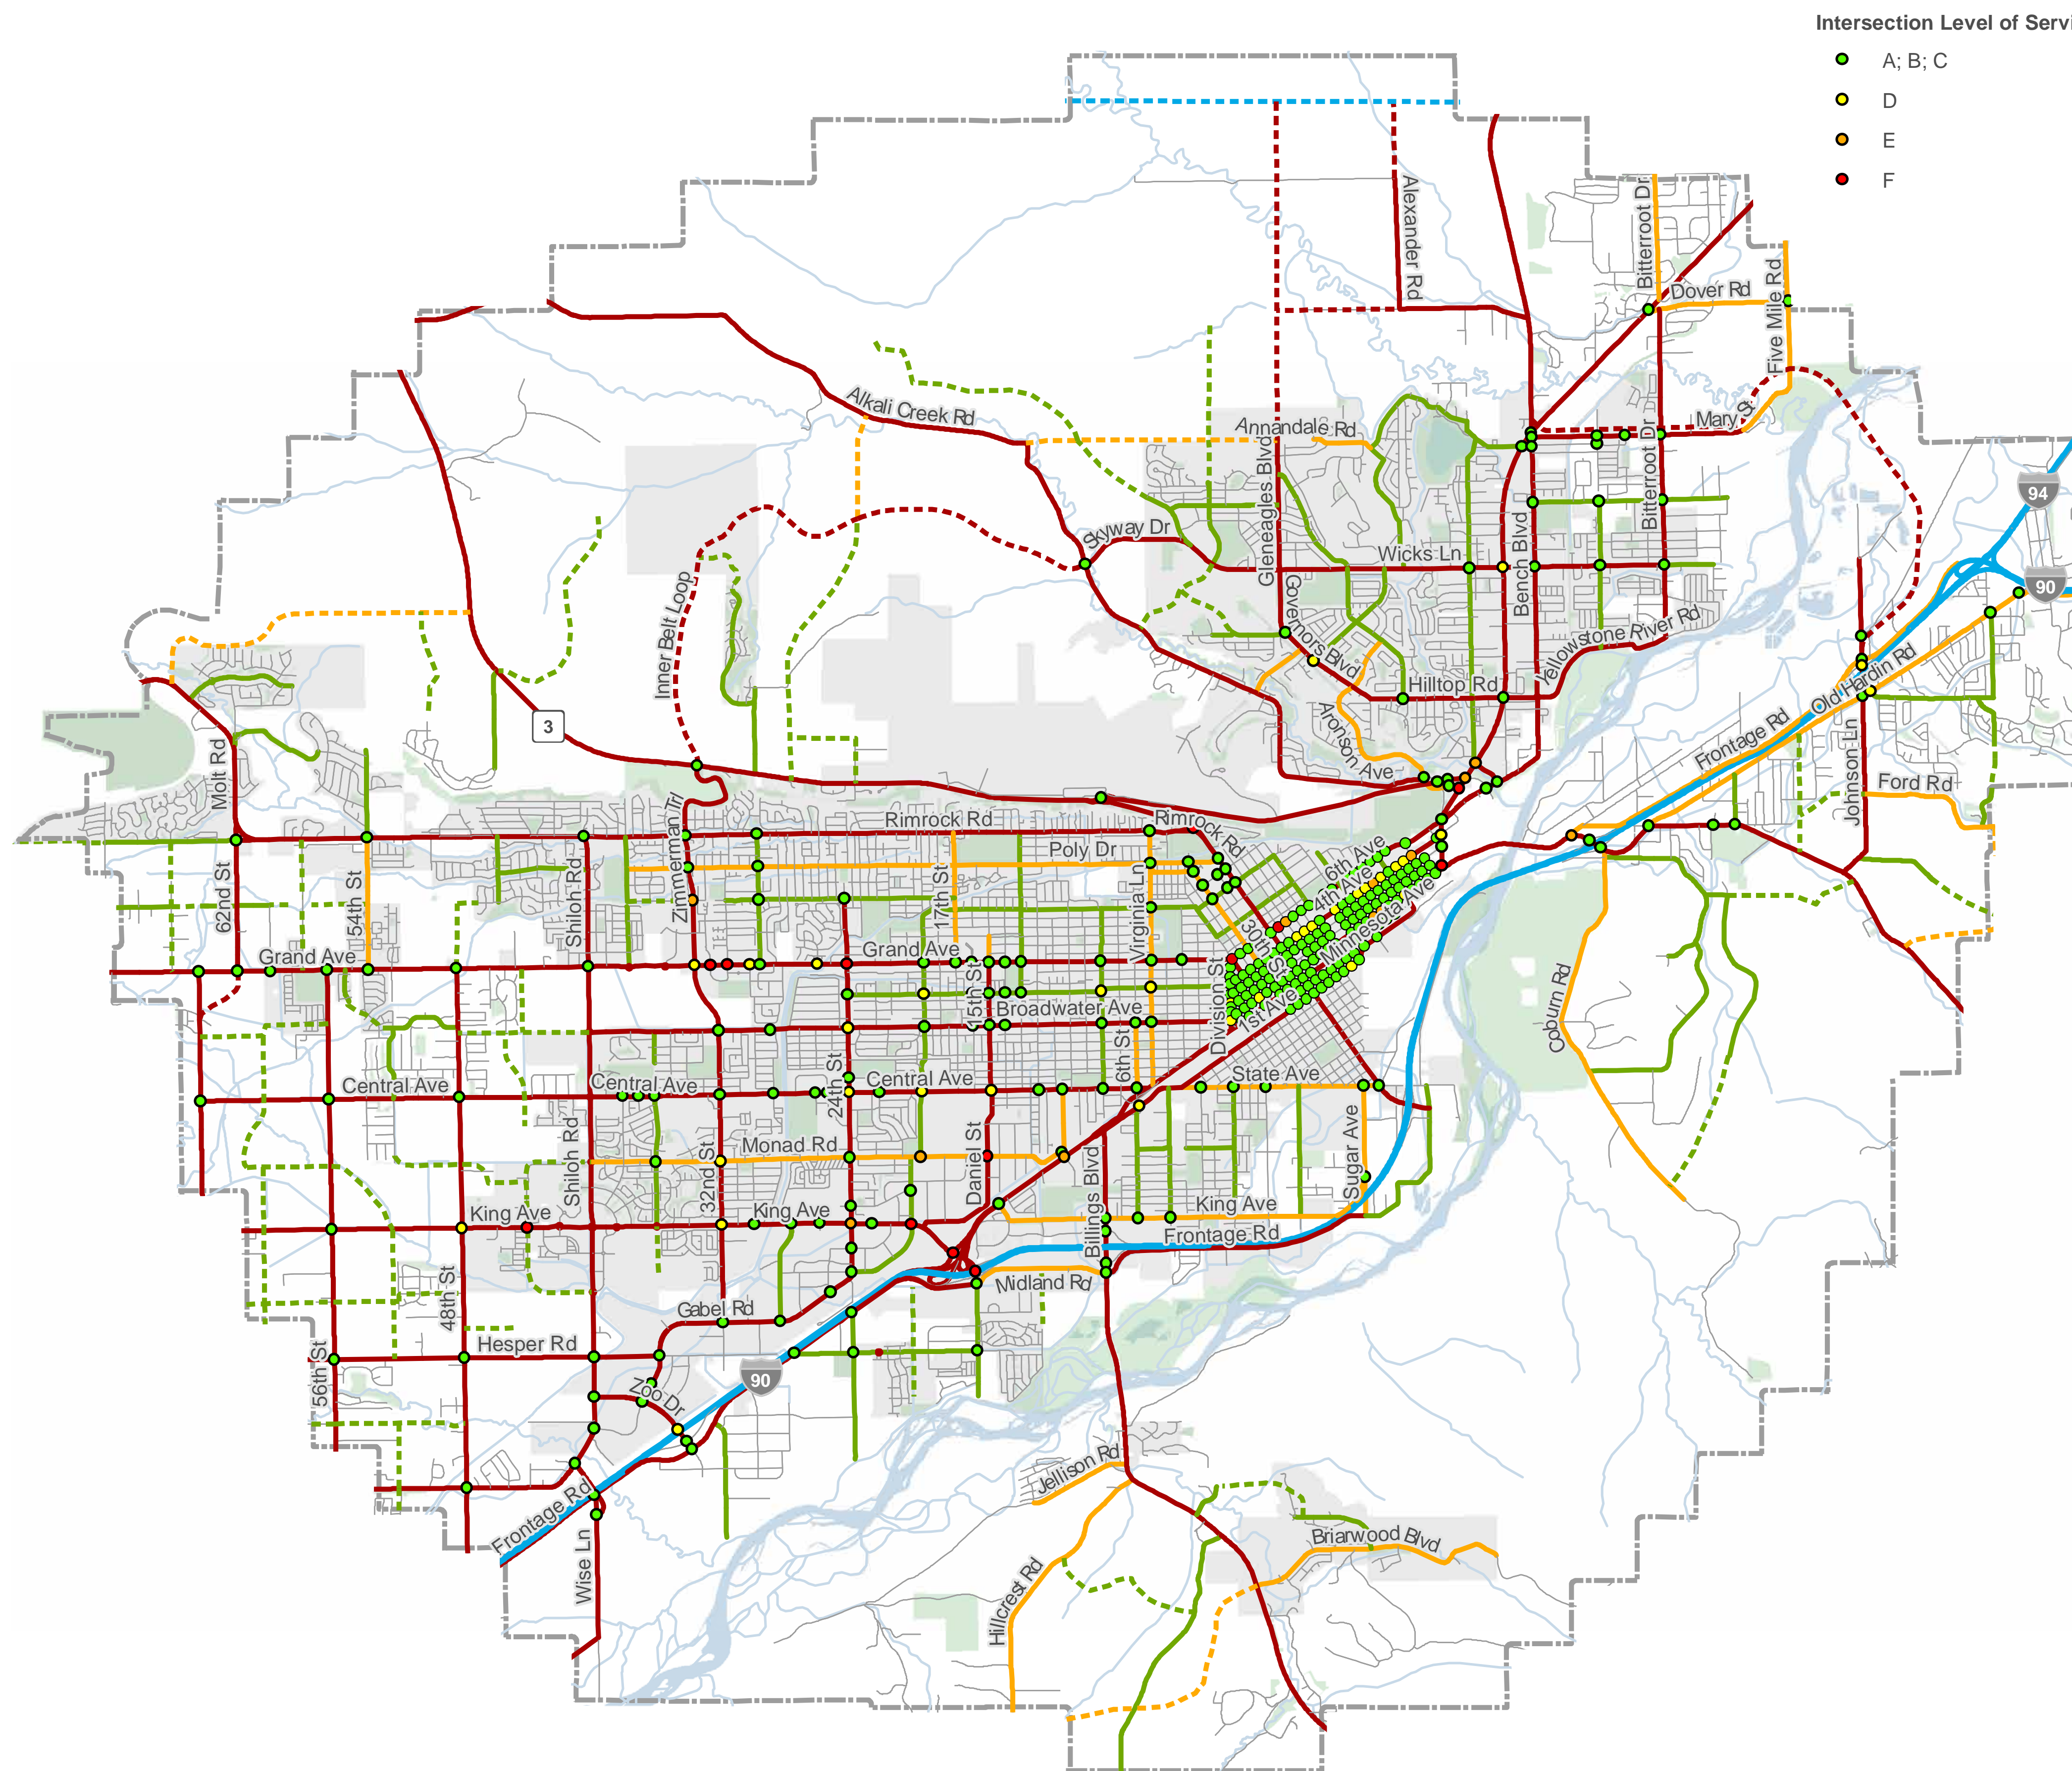 Intersection Level of Servi
A; B; C
D
E
F
Alexander Rd
Bitterroot Dr
Dover Rd
Five Mile Rd
Alkali Creek Rd
Annandale Rd
Mary St
Bitterroot Dr
Gleneagles Blvd
94
Skyway Dr
Wicks Ln
Bench Blvd
90
Inner Belt Loop
Governors Blvd
Yellowstone River Rd
Hilltop Rd
Old Hardin Rd
3
Aronson Ave
Frontage Rd
Molt Rd
Johnson Ln
Ford Rd
Zimmerman Trl
Rimrock Rd
Rimrock Rd
Poly Dr
6th Ave
4th Ave
62nd St
54th St
Shiloh Rd
17th St
Virginia Ln
Minnesota Ave
30th St
Grand Ave
Grand Ave
Division St
15th St
Broadwater Ave
1st Ave
Coburn Rd
6th St
Central Ave
Central Ave
24th St
Central Ave
State Ave
Shiloh Rd
32nd St
Monad Rd
Daniel St
Billings Blvd
Sugar Ave
King Ave
King Ave
King Ave
Frontage Rd
48th St
Midland Rd
Gabel Rd
Hesper Rd
56th St
90
Zoo Dr
Jellison Rd
Frontage Rd
Wise Ln
Briarwood Blvd
Hillcrest Rd